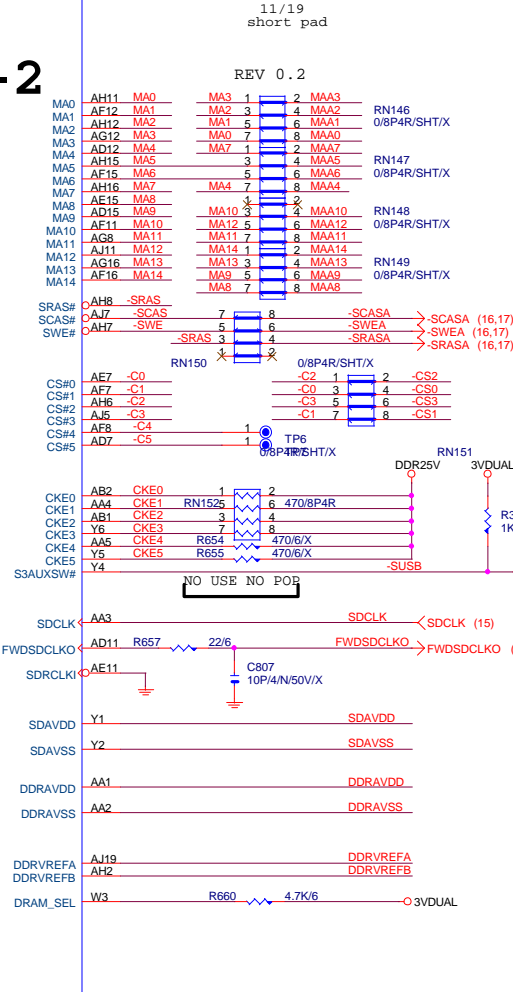 11/19
short pad
-2
REV 0.2
MA0 AH11 MA0 MA3 1 2 MAA3
MA1 AF12 MA1 MA2 3 4 MAA2 RN146
MA2 AH12 MA2 MA1 5 6 MAA1 0/8P4R/SHT/X
MA3 AG12 MA3 MA0 7 8 MAA0
MA4 AD12 MA4 MA7 1 2 MAA7
MA5 AH15 MA5 3 4 MAA5 RN147
MA6 AF15 MA6 5 6 MAA6 0/8P4R/SHT/X
MA7 AH16 MA7 MA4 7 8 MAA4
MA8 AE15 MA8 1 2
MA9 AD15 MA9 MA10 3 4 MAA10 RN148
MA10 AF11 MA10 MA12 5 6 MAA12 0/8P4R/SHT/X
MA11 AG8 MA11 MA11 7 8 MAA11
MA12 AJ11 MA12 MA14 1 2 MAA14
MA13 AG16 MA13 MA13 3 4 MAA13 RN149
MA14 AF16 MA14 MA9 5 6 MAA9 0/8P4R/SHT/X
MA8 7 8 MAA8
SRAS# AH8 -SRAS
SCAS# AJ7 -SCAS 7 8 -SCASA -SCASA (16,17)
SWE# AH7 -SWE 5 6 -SWEA -SWEA (16,17)
-SRAS 3 4 -SRASA -SRASA (16,17)
1 2
RN150 0/8P4R/SHT/X
CS#0 AE7 -C0 -C2 1 2 -CS2
CS#1 AF7 -C1 -C0 3 4 -CS0
CS#2 AH6 -C2 -C3 5 6 -CS3
CS#3 AJ5 -C3 -C1 7 8 -CS1
CS#4 AF8 -C4 1
CS#5 AD7 -C5 1 TP6
TP7
0/8P4R/SHT/X RN151
DDR25V 3VDUAL
CKE0 AB2 CKE0 1 2
CKE1 AA4 CKE1 RN152 5 6 470/8P4R
CKE2 AB1 CKE2 3 4
CKE3 Y6 CKE3 7 8
CKE4 AA5 CKE4 R654 470/6/X
CKE5 Y5 CKE5 R655 470/6/X
S3AUXSW# Y4 -SUSB
NO USE NO POP
SDCLK AA3 SDCLK SDCLK (15)
FWDSDCLKO AD11 R657 22/6 FWDSDCLKO FWDSDCLKO (
SDRCLKI AE11
C807
10P/4/N/50V/X
SDAVDD Y1 SDAVDD
SDAVSS Y2 SDAVSS
DDRAVDD AA1 DDRAVDD
DDRAVSS AA2 DDRAVSS
DDRVREFA AJ19 DDRVREFA
DDRVREFB AH2 DDRVREFB
DRAM_SEL W3 R660 4.7K/6 3VDUAL